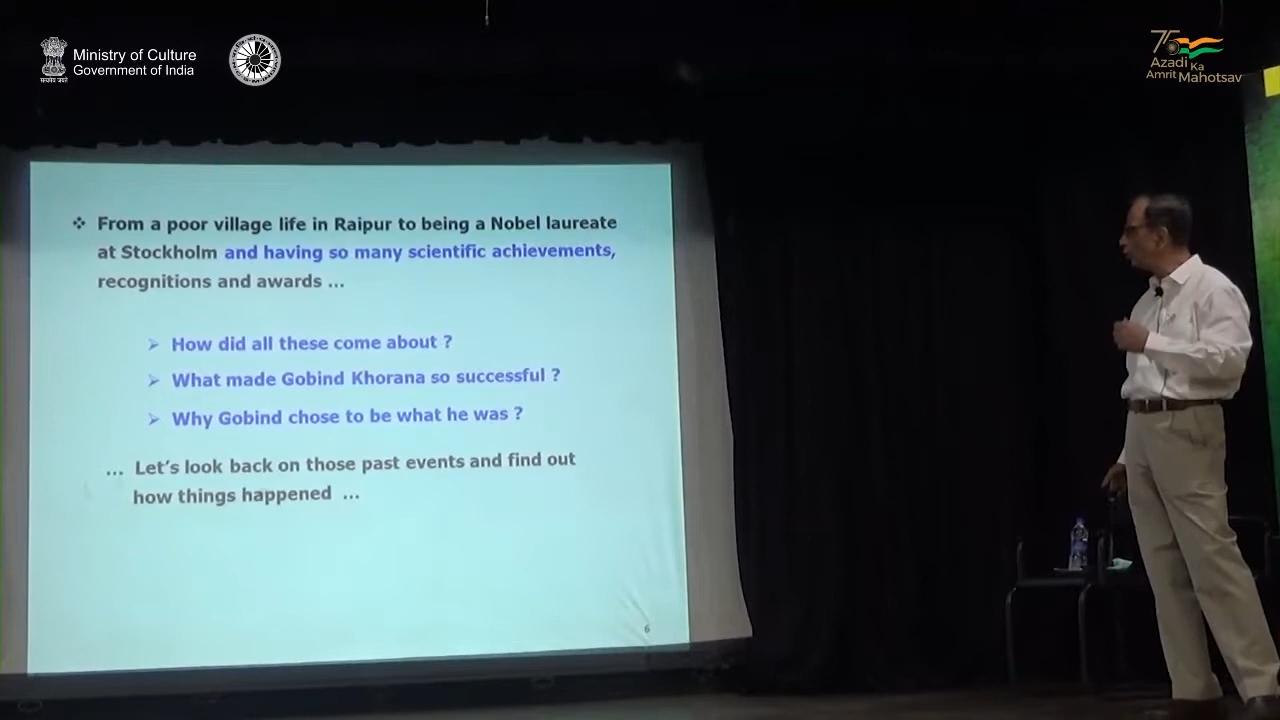 Ministry of Culture
Government of India
सत्यमेव जयते
75
Azadi Ka
Amrit Mahotsav
❖ From a poor village life in Raipur to being a Nobel laureate
at Stockholm and having so many scientific achievements,
recognitions and awards ...
➢ How did all these come about ?
➢ What made Gobind Khorana so successful ?
➢ Why Gobind chose to be what he was ?
... Let's look back on those past events and find out
how things happened ...
6